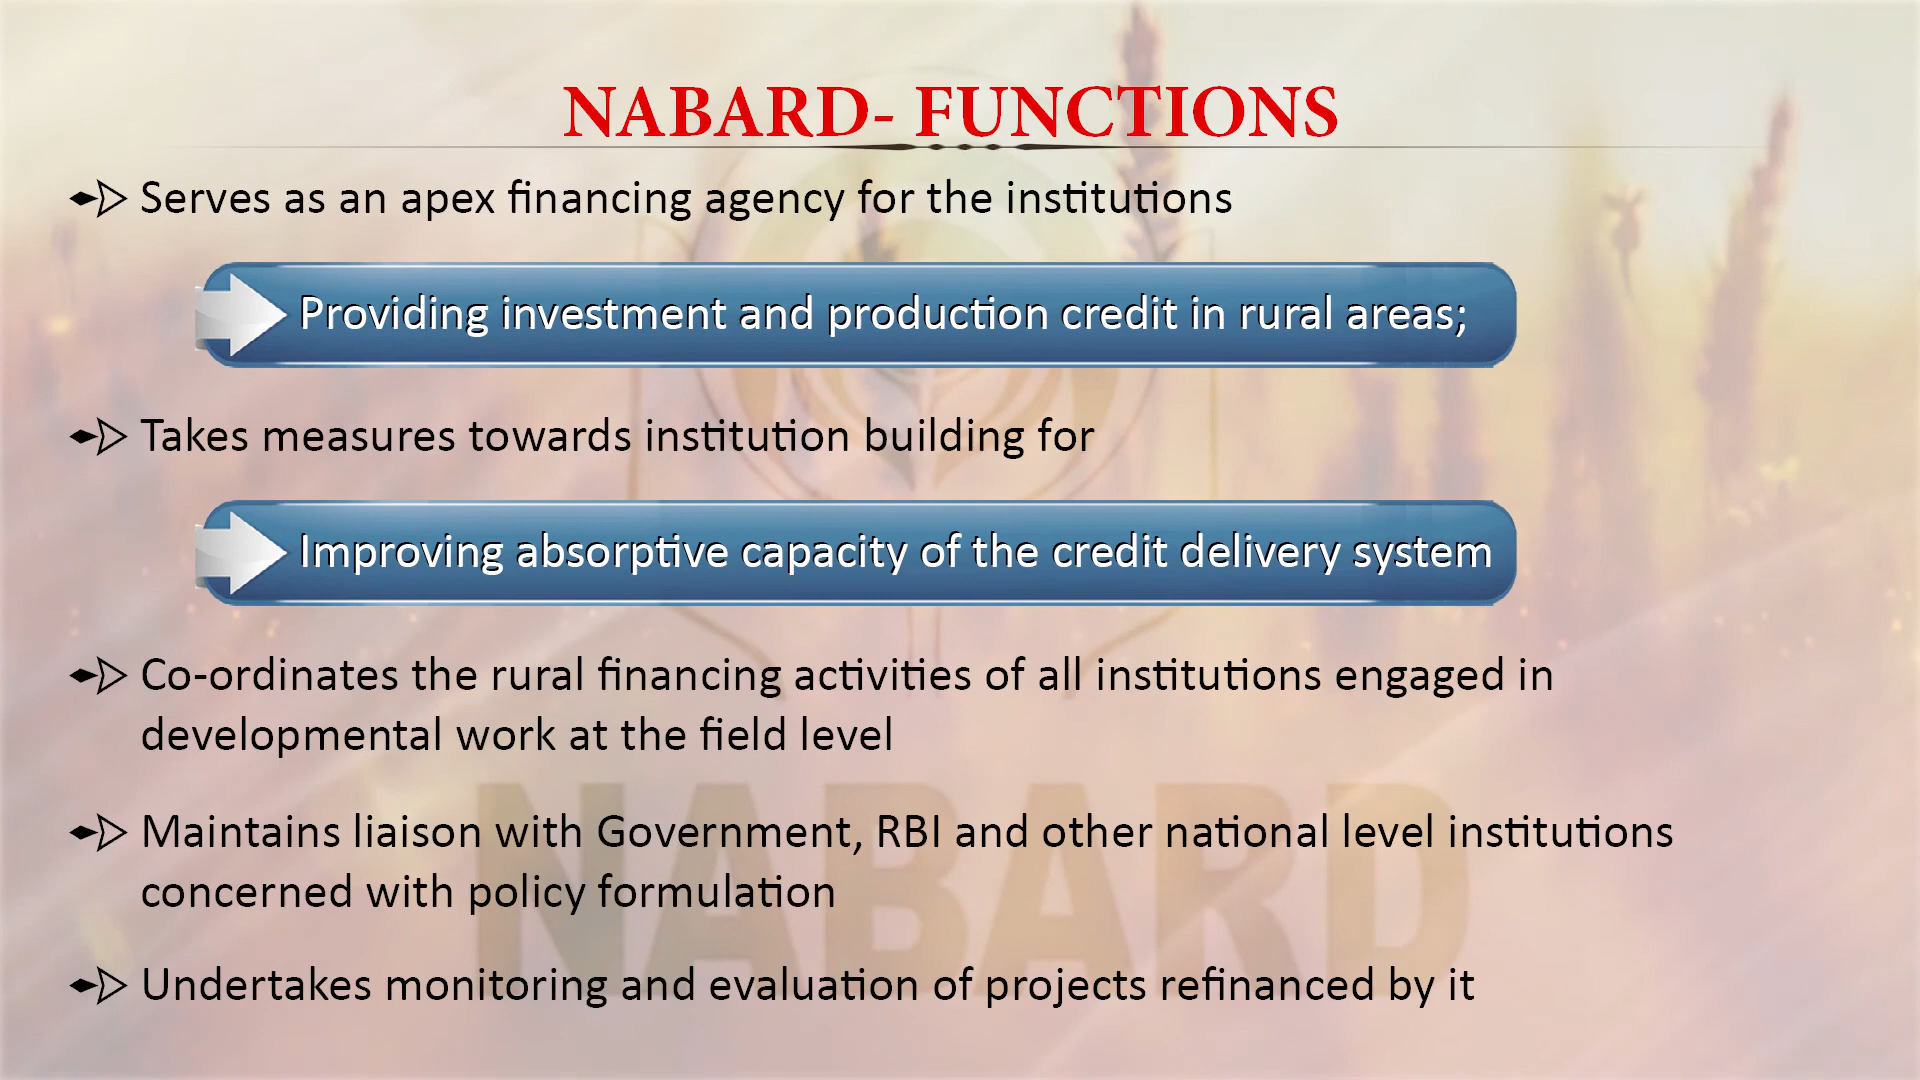 NABARD- FUNCTIONS
Serves as an apex financing agency for the institutions
Providing investment and production credit in rural areas;
Takes measures towards institution building for
Improving absorptive capacity of the credit delivery system
Co-ordinates the rural financing activities of all institutions engaged in
developmental work at the field level
Maintains liaison with Government, RBI and other national level institutions
concerned with policy formulation
Undertakes monitoring and evaluation of projects refinanced by it
NABARD